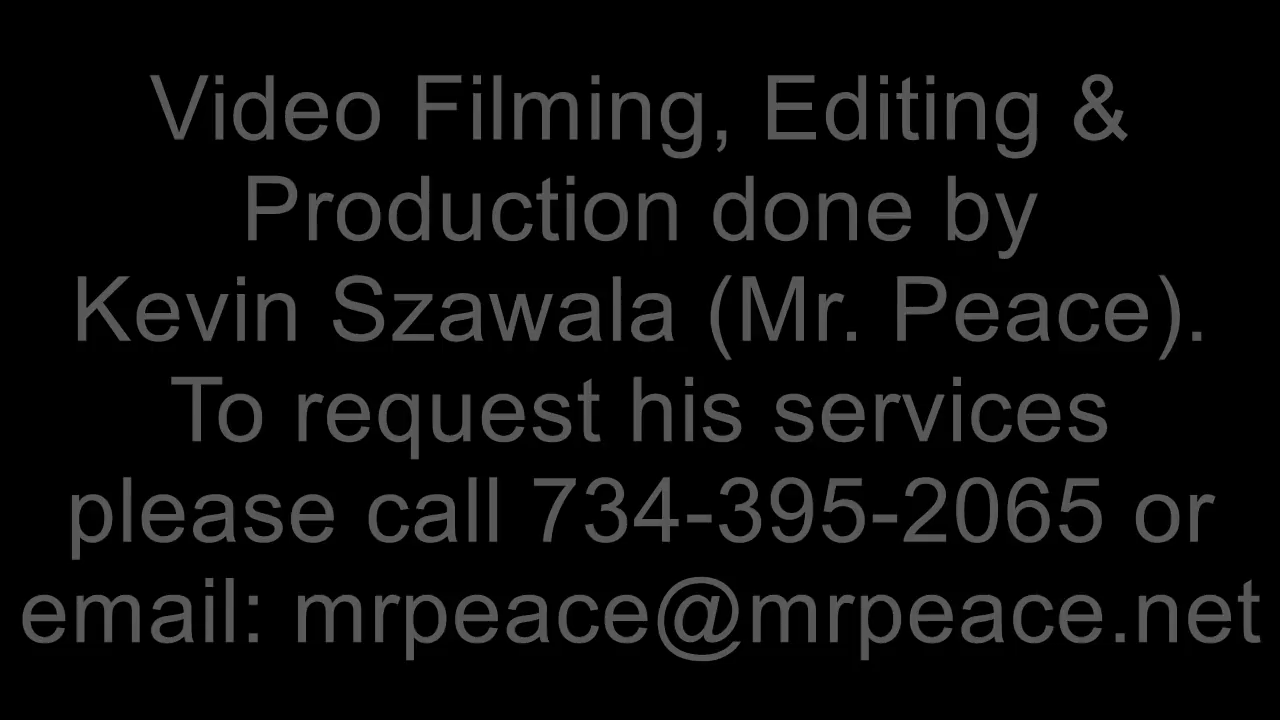 Video Filming, Editing &
Production done by
Kevin Szawala (Mr. Peace).
To request his services
please call 734-395-2065 or
email: mrpeace@mrpeace.net